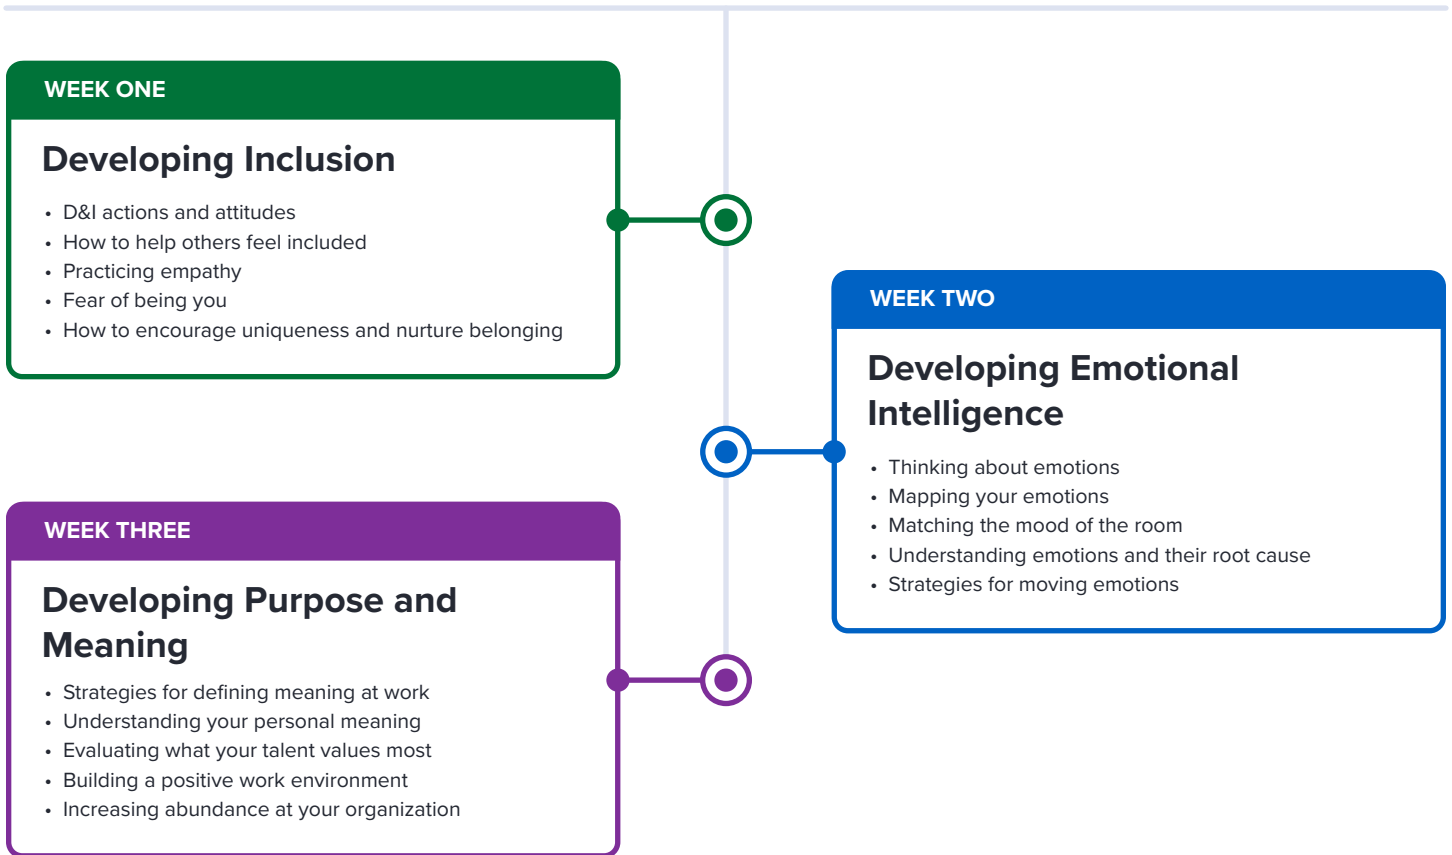 WEEK ONE
Developing Inclusion
• D&I actions and attitudes
• How to help others feel included
• Practicing empathy
• Fear of being you
• How to encourage uniqueness and nurture belonging
WEEK TWO
Developing Emotional
Intelligence
• Thinking about emotions
• Mapping your emotions
• Matching the mood of the room
• Understanding emotions and their root cause
• Strategies for moving emotions
WEEK THREE
Developing Purpose and
Meaning
• Strategies for defining meaning at work
• Understanding your personal meaning
• Evaluating what your talent values most
• Building a positive work environment
• Increasing abundance at your organization